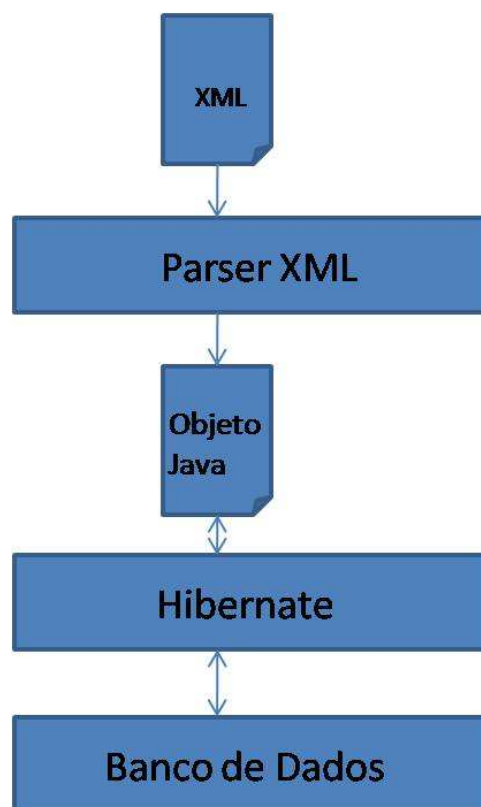 XML
Parser XML
Objeto
Java
Hibernate
Banco de Dados